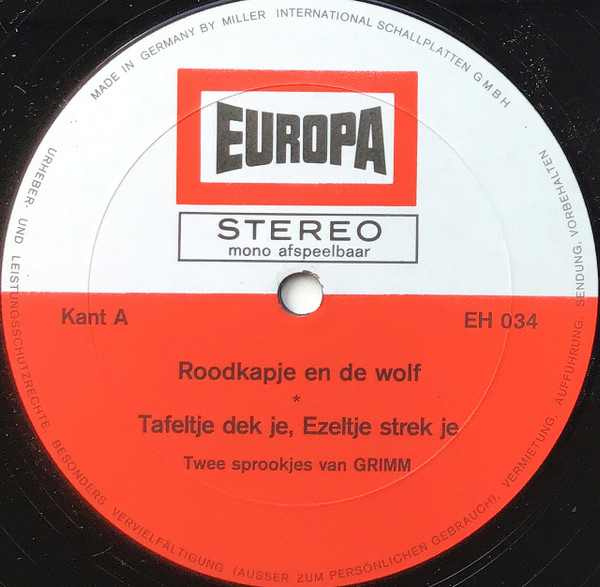 MADE IN GERMANY BY MILLER INTERNATIONAL SCHALLPLATTEN GMBH
EUROPA
STEREO
mono afspeelbaar
Kant A
EH 034
Roodkapje en de wolf
*
Tafeltje dek je, Ezeltje strek je
Twee sprookjes van GRIMM
URHEBER- UND LEISTUNGSSCHUTZRECHTE, BESONDERS VERVIELFÄLTIGUNG (AUSSER ZUM PERSÖNLICHEN GEBRAUCH), VERMIETUNG, AUFFÜHRUNG, SENDUNG, VORBEHALTEN